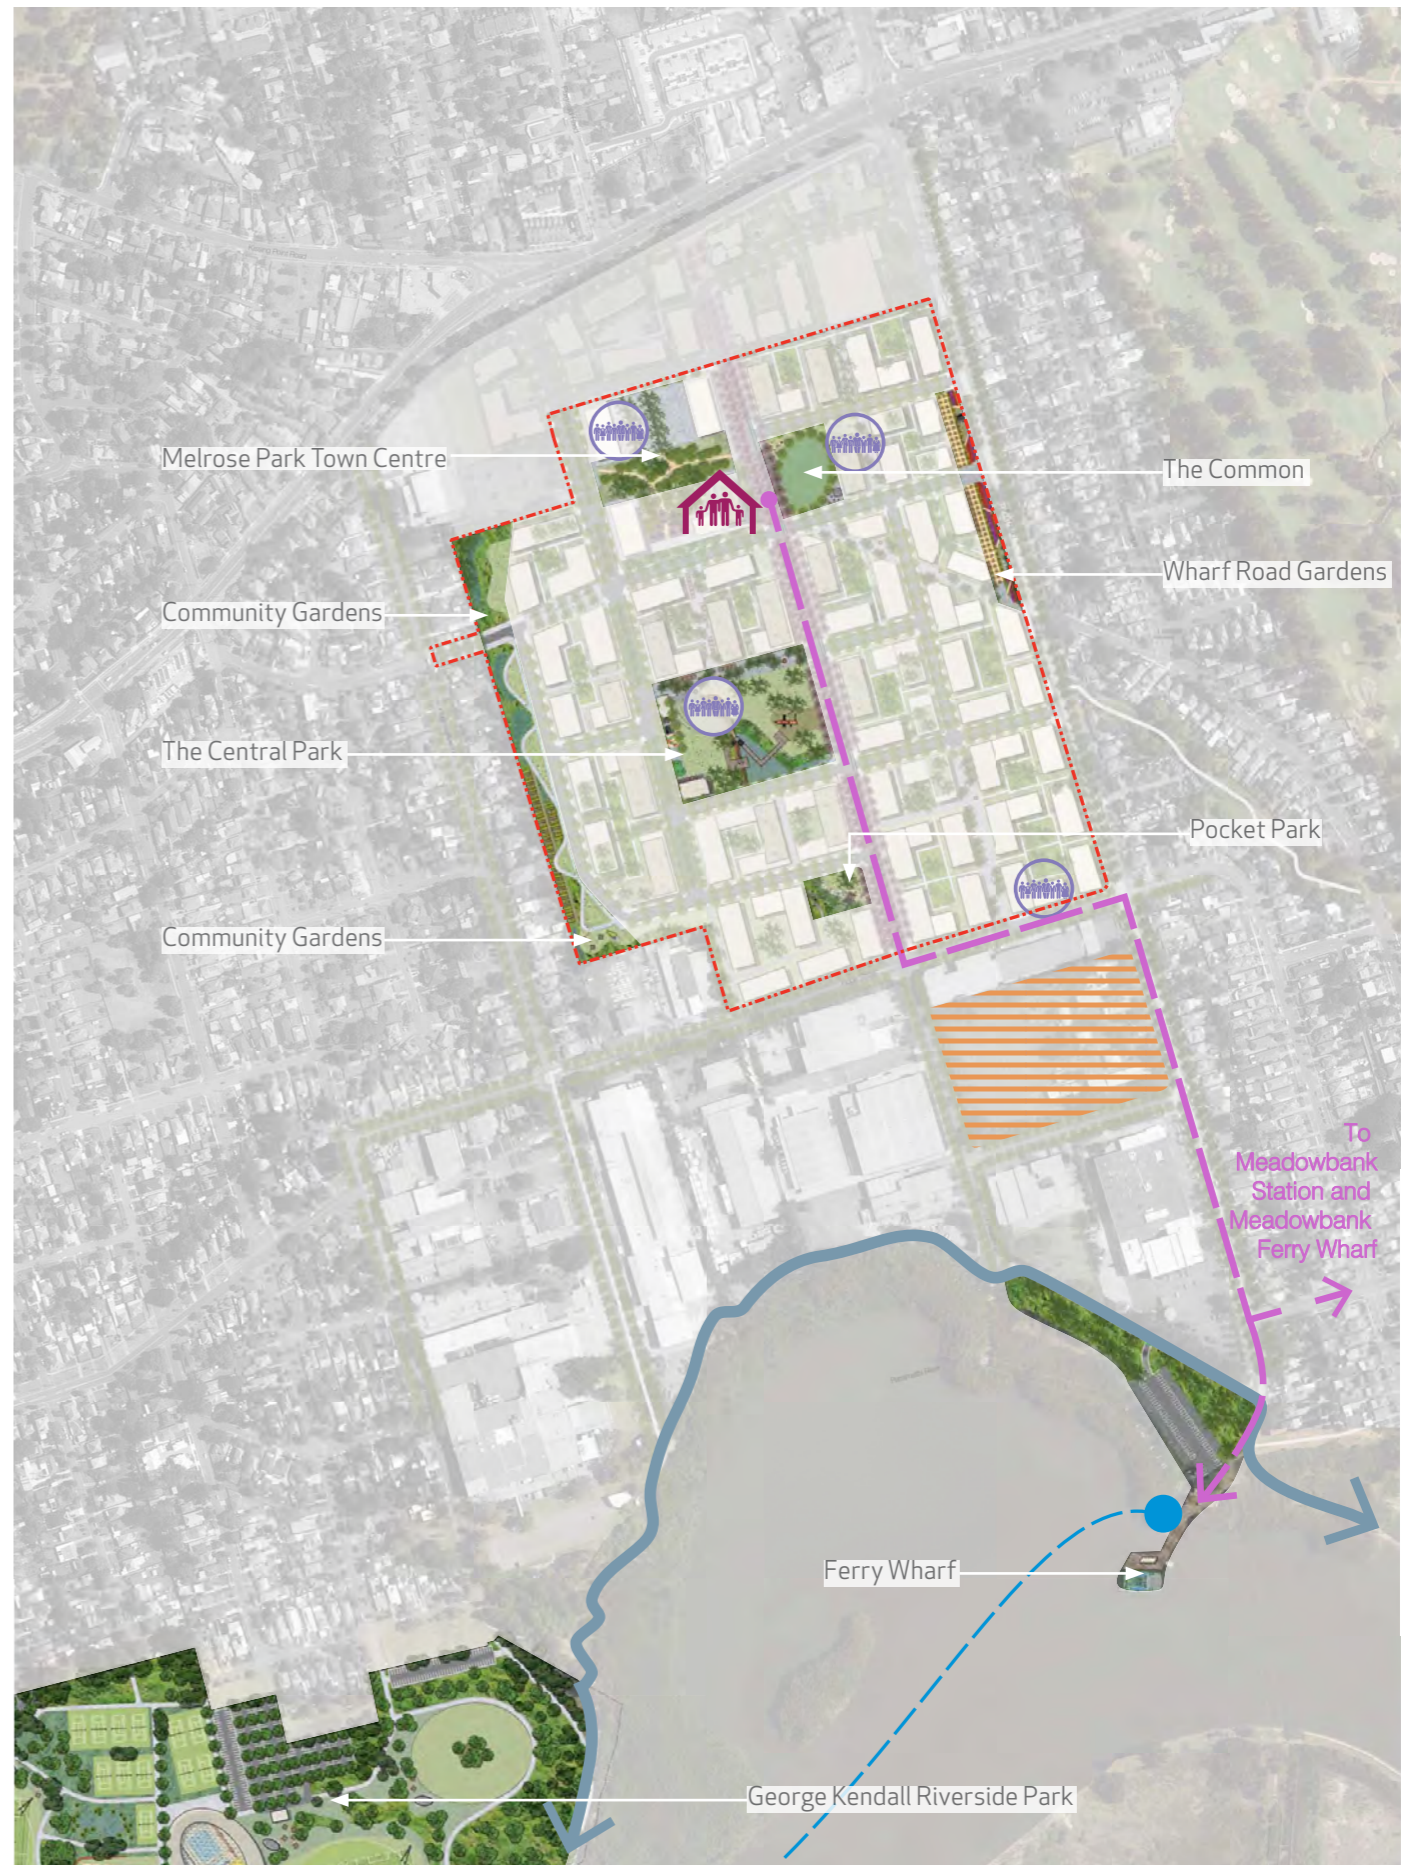 Melrose Park Town Centre
The Common
Wharf Road Gardens
Community Gardens
The Central Park
Pocket Park
Community Gardens
To
Meadowbank
Station and
Meadowbank
Ferry Wharf
Ferry Wharf
George Kendall Riverside Park